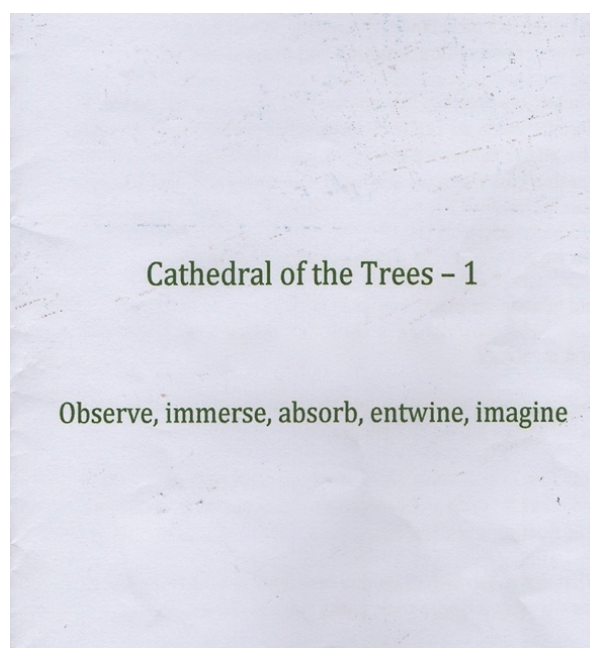 Cathedral of the Trees – 1
Observe, immerse, absorb, entwine, imagine